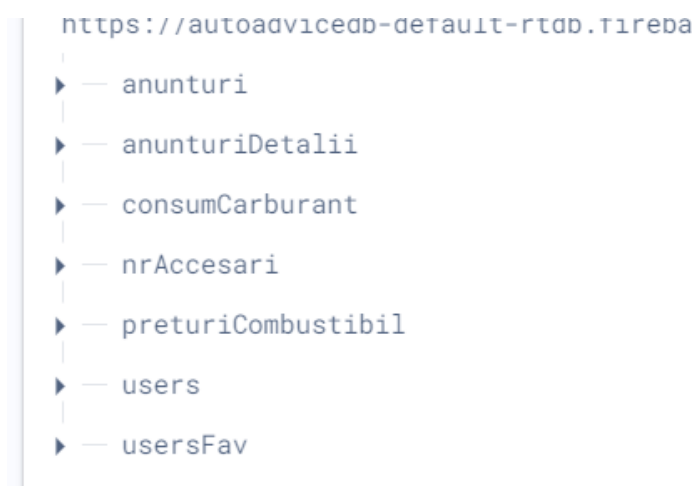 https://autoadvicedb-default-rtdb.fireba
anunturi
anunturiDetalii
consumCarburant
nrAccesari
preturiCombustibil
users
usersFav